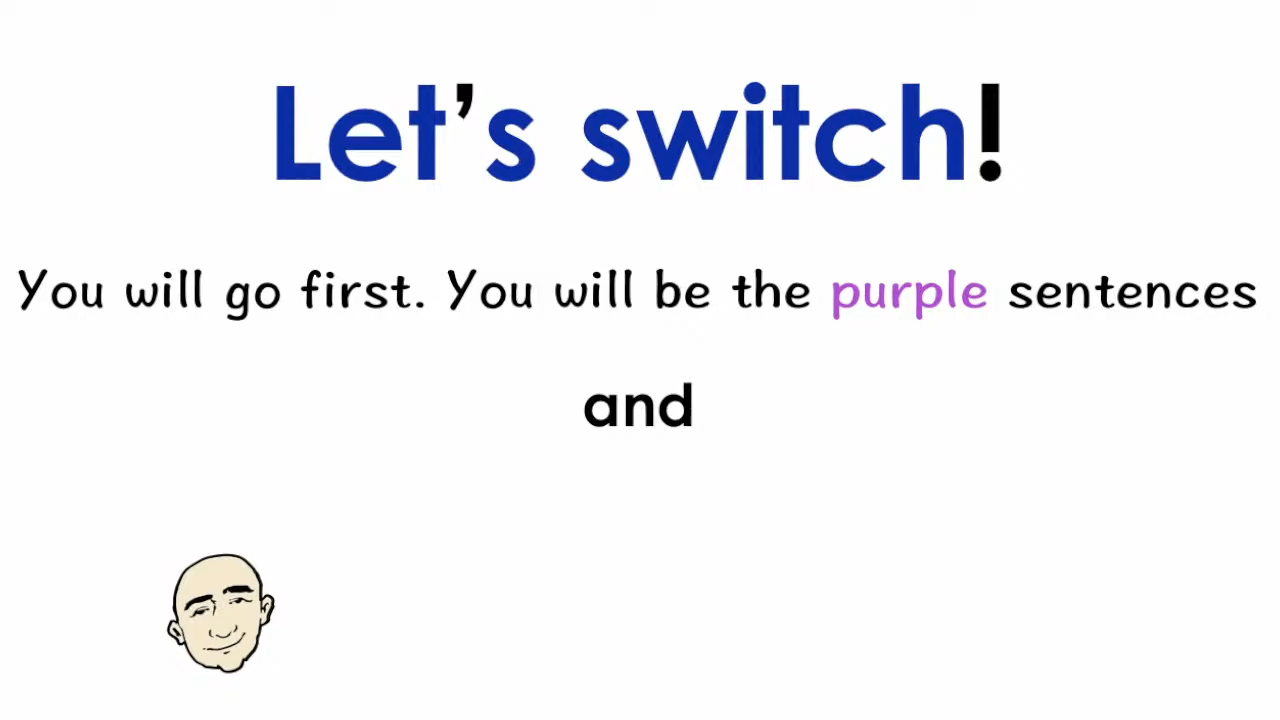 Let’s switch!
You will go first. You will be the purple sentences
and